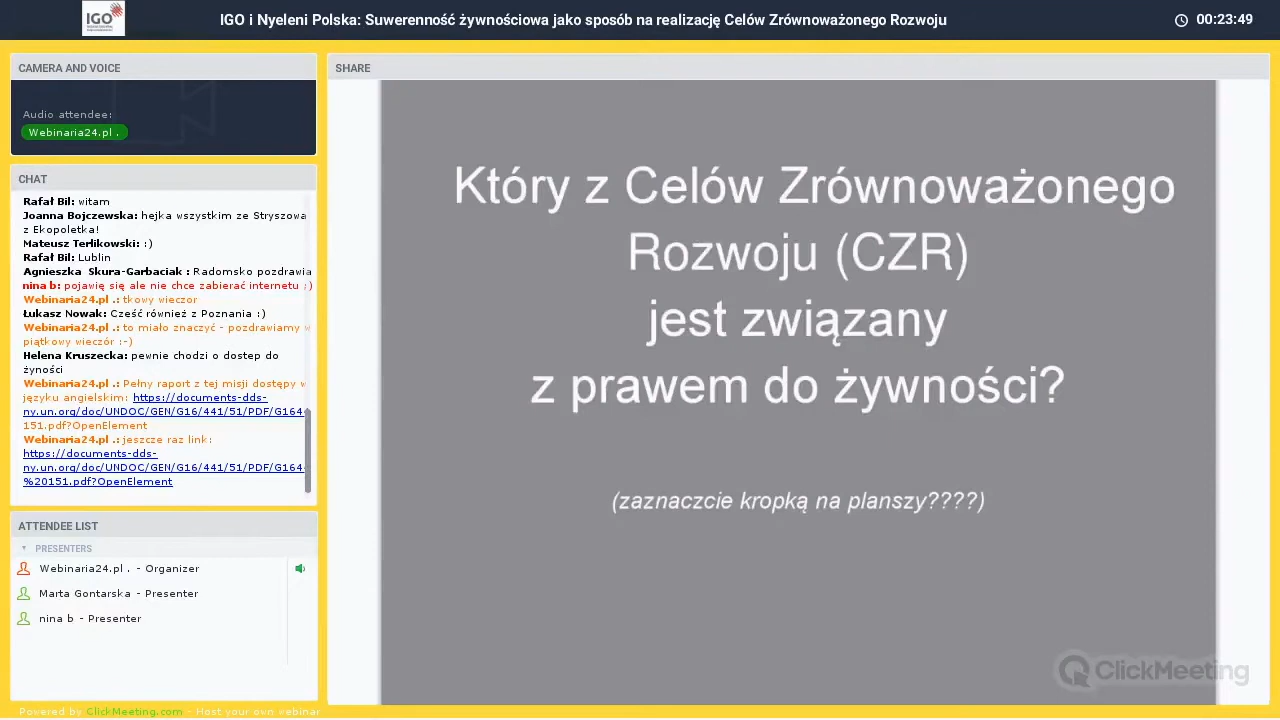 IGO
IGO i Nyeleni Polska: Suwerenność żywnościowa jako sposób na realizację Celów Zrównoważonego Rozwoju
00:23:49
CAMERA AND VOICE
Audio attendee:
Webinaria24.pl .
CHAT
Rafał Bil: witam
Joanna Bojczewska: hejka wszystkim ze Stryszowa
z Ekopoletka!
Mateusz Terlikowski: :)
Rafał Bil: Lublin
Agnieszka Skura-Garbaciak : Radomsko pozdrawia
nina b: pojawię się ale nie chce zabierać internetu ;)
Webinaria24.pl .: tkowy wieczor
Łukasz Nowak: Cześć również z Poznania :)
Webinaria24.pl .: to miało znaczyć - pozdrawiamy w
piątkowy wieczór :-)
Helena Kruszecka: pewnie chodzi o dostep do
żyności
Webinaria24.pl .: Pełny raport z tej misji dostępy w
języku angielskim: https://documents-dds-
ny.un.org/doc/UNDOC/GEN/G16/441/51/PDF/G164
151.pdf?OpenElement
Webinaria24.pl .: jeszcze raz link:
https://documents-dds-
ny.un.org/doc/UNDOC/GEN/G16/441/51/PDF/G164
%20151.pdf?OpenElement
ATTENDEE LIST
PRESENTERS
Webinaria24.pl . - Organizer
Marta Gontarska - Presenter
nina b - Presenter
Powered by ClickMeeting.com - Host your own webinar
SHARE
Który z Celów Zrównoważonego
Rozwoju (CZR)
jest związany
z prawem do żywności?
(zaznaczcie kropką na planszy????)
ClickMeeting